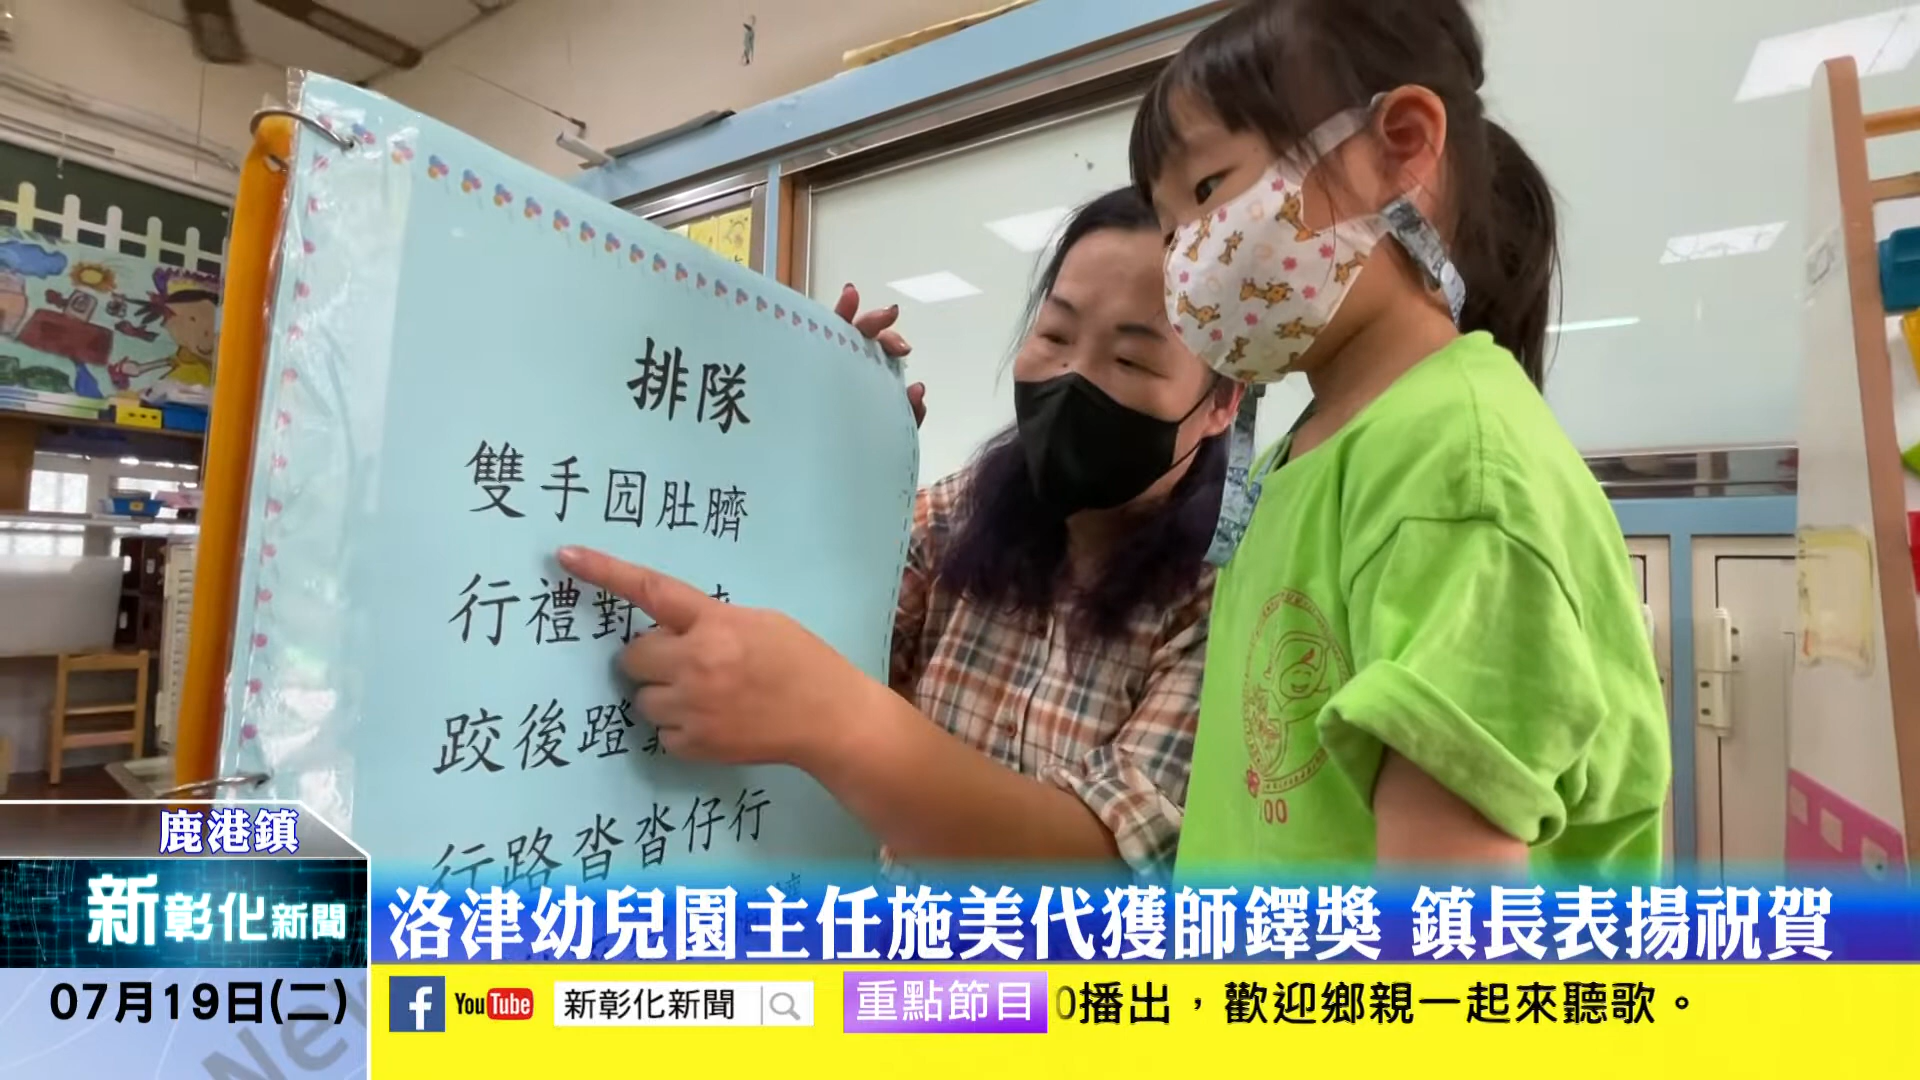 排隊
雙手囥肚臍
行禮對
跤後蹬
行路沓沓仔行
100
鹿港鎮
新彰化新聞
洛津幼兒園主任施美代獲師鐸獎 鎮長表揚祝賀
07月19日(二)
f YouTube 新彰化新聞
重點節目
0播出，歡迎鄉親一起來聽歌。